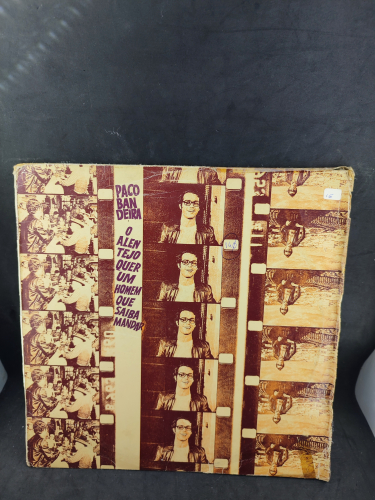 PACO
BAN
DEIRA
O
ALEN
TEJO
QUER
UM
HOMEM
QUE
SAIBA
MANDAR